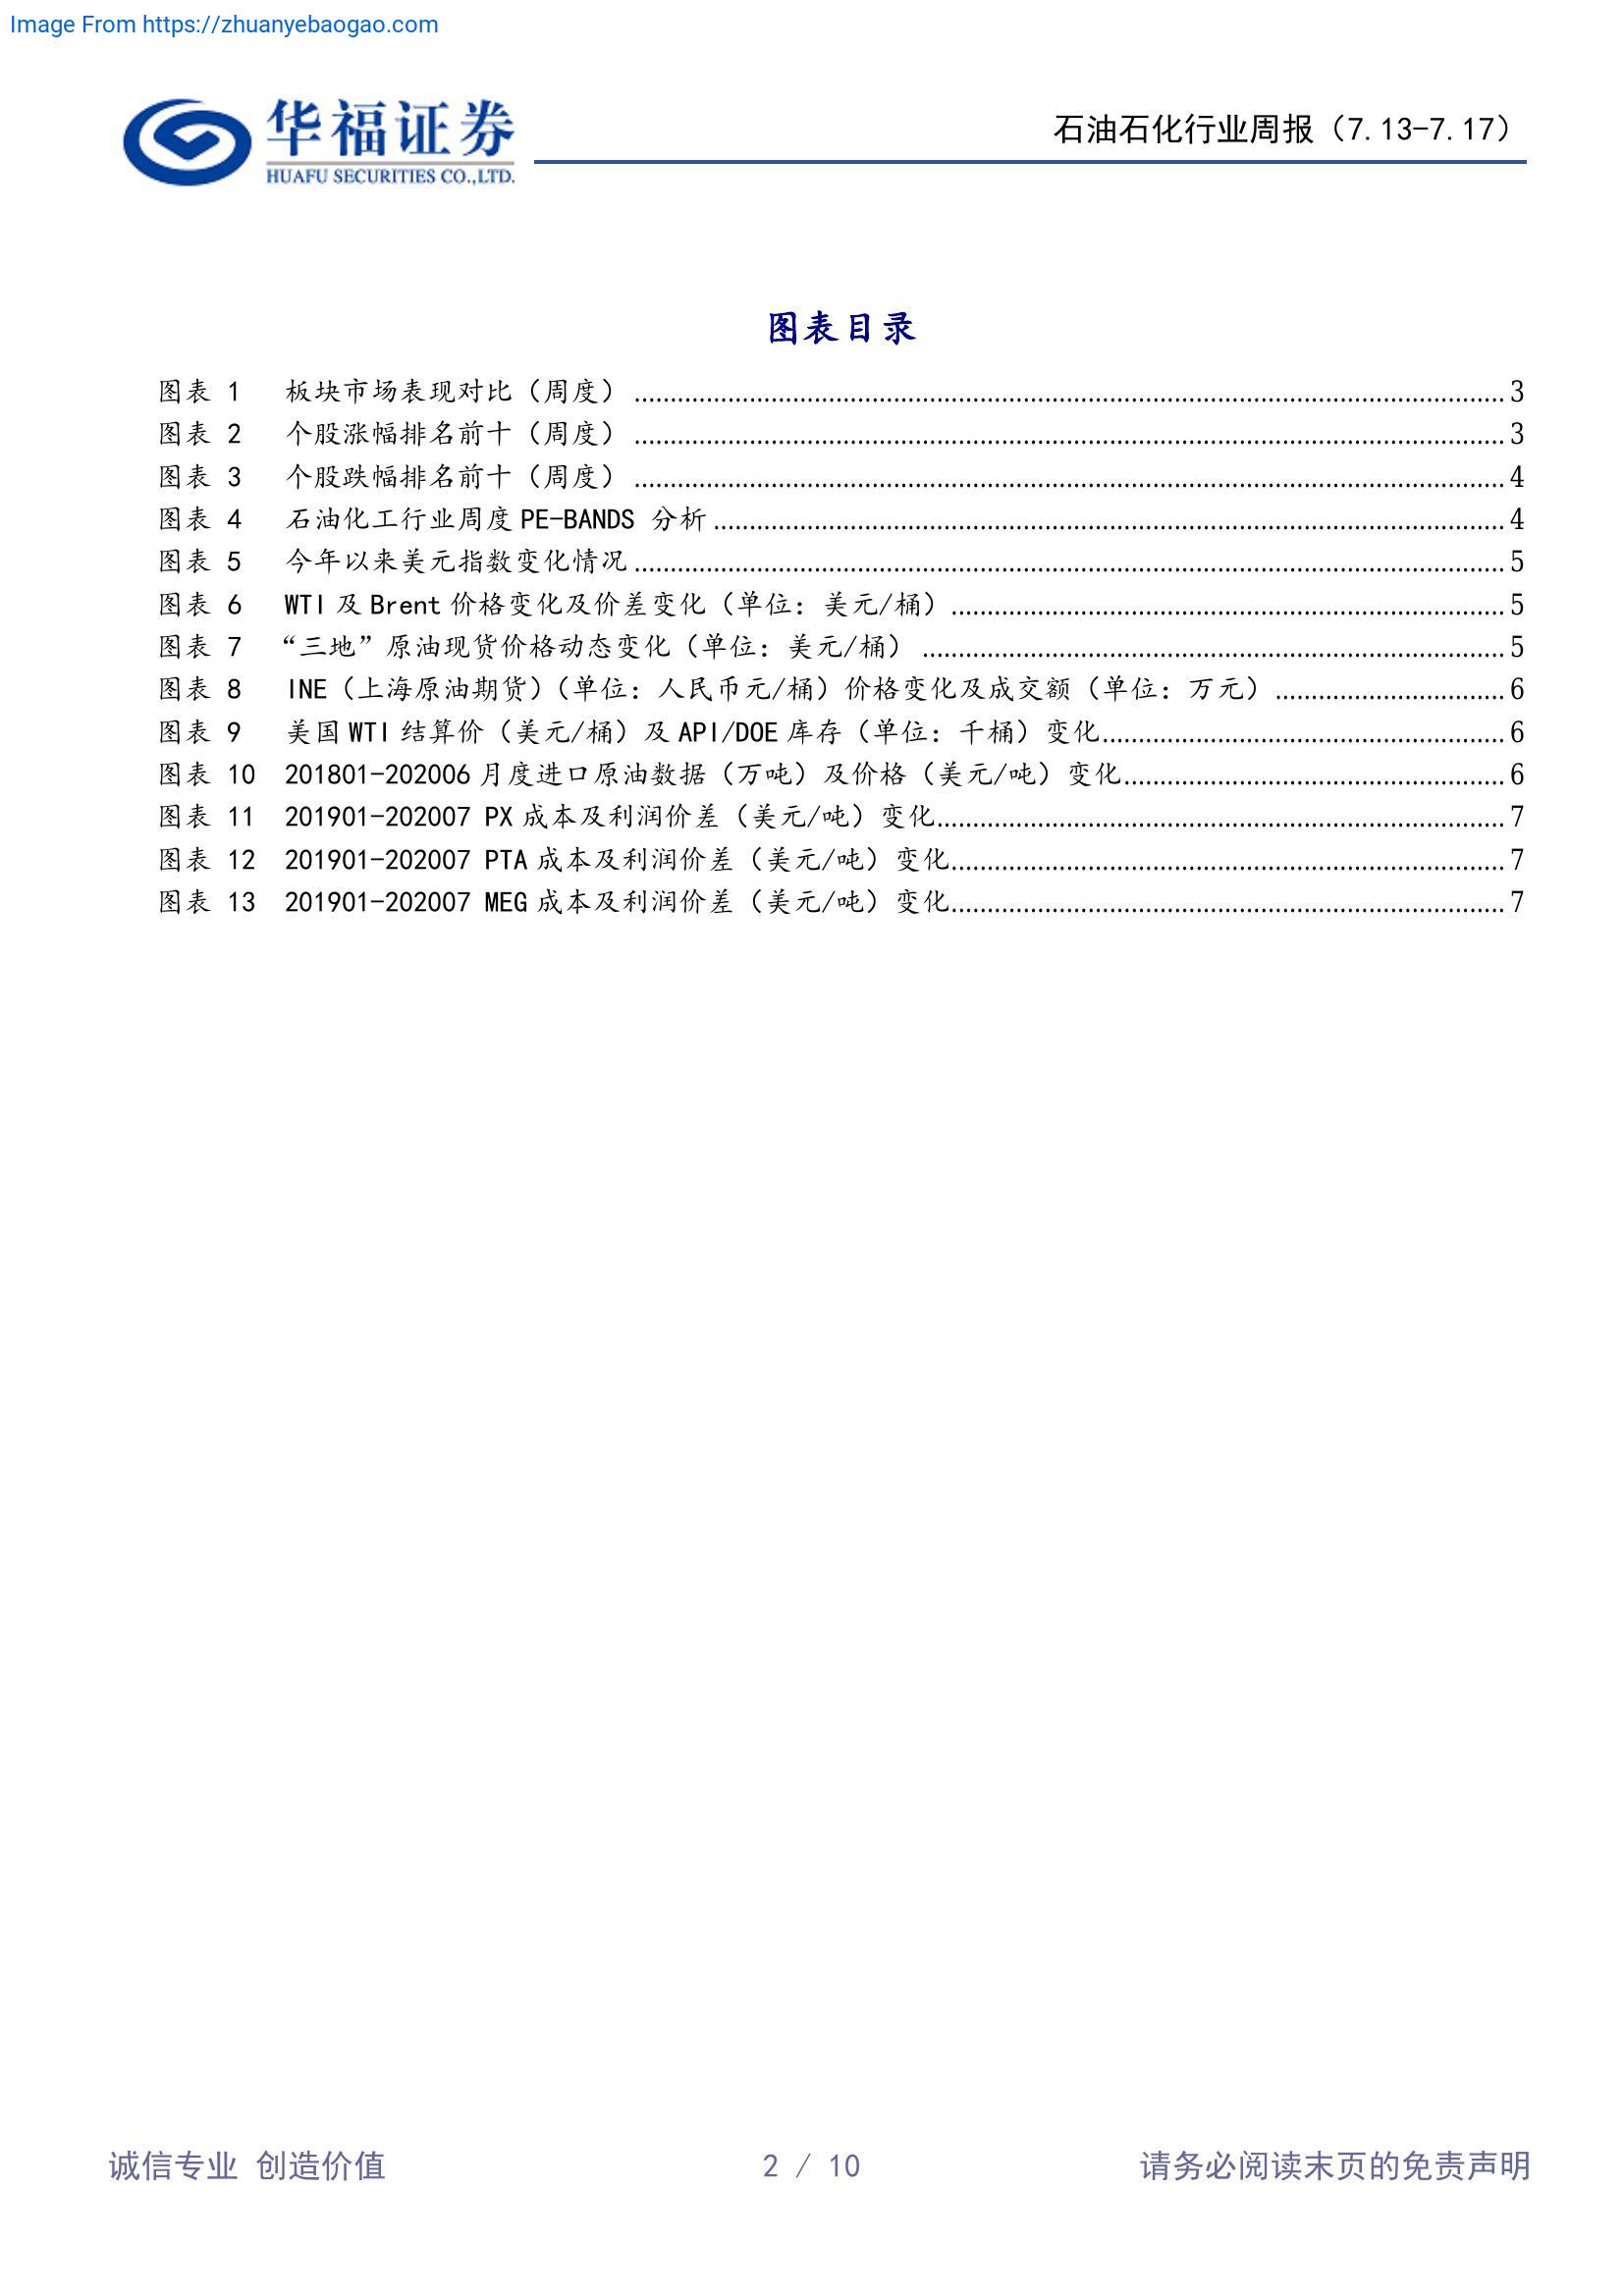 Image From https://zhuanyebaogao.com
华福证券
HUAFU SECURITIES CO.,LTD.
石油石化行业周报（7.13-7.17）
图表目录
图表 1 板块市场表现对比（周度）3
图表 2 个股涨幅排名前十（周度）3
图表 3 个股跌幅排名前十（周度）4
图表 4 石油化工行业周度 PE-BANDS 分析4
图表 5 今年以来美元指数变化情况5
图表 6 WTI 及 Brent 价格变化及价差变化（单位：美元/桶）5
图表 7 “三地”原油现货价格动态变化（单位：美元/桶）5
图表 8 INE（上海原油期货）（单位：人民币元/桶）价格变化及成交额（单位：万元）6
图表 9 美国 WTI 结算价（美元/桶）及 API/DOE 库存（单位：千桶）变化6
图表 10 201801-202006 月度进口原油数据（万吨）及价格（美元/吨）变化6
图表 11 201901-202007 PX 成本及利润价差（美元/吨）变化7
图表 12 201901-202007 PTA 成本及利润价差（美元/吨）变化7
图表 13 201901-202007 MEG 成本及利润价差（美元/吨）变化7
诚信专业 创造价值 2 / 10 请务必阅读末页的免责声明